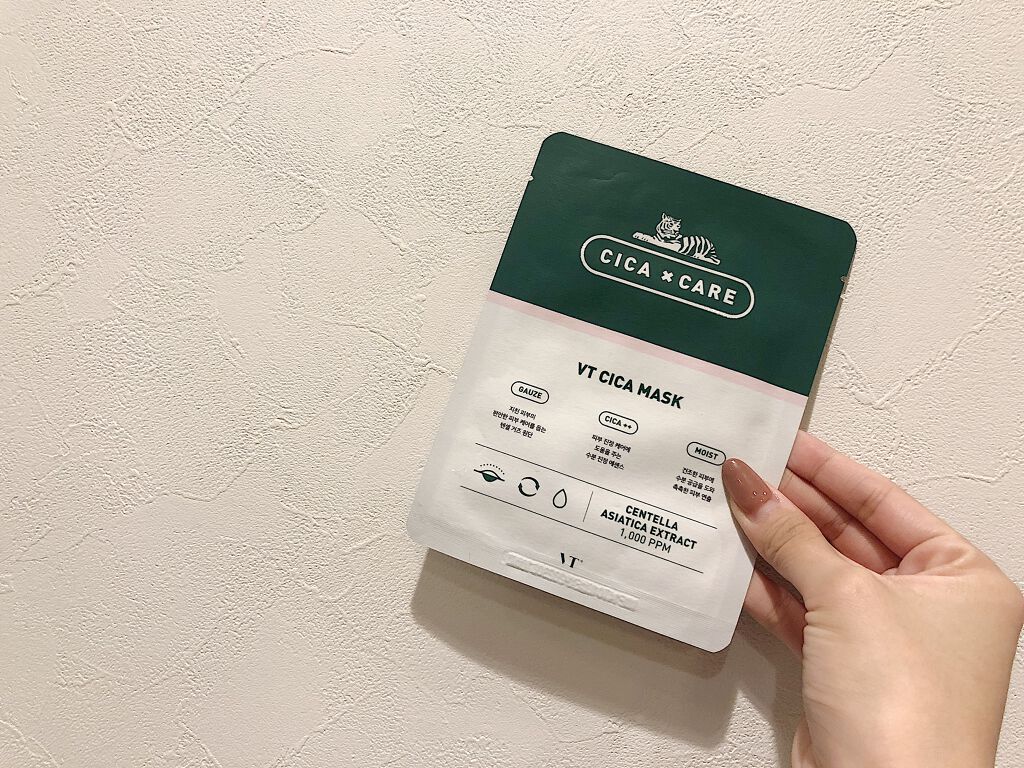 CICA × CARE
VT CICA MASK
GAUZE
지친 피부의
편안한 피부 케어를 돕는
텐셀 거즈 원단
CICA ++
피부 진정 케어에
도움을 주는
수분 진정 에센스
MOIST
건조한 피부에
수분 공급을 도와
촉촉한 피부 연출
CENTELLA
ASIATICA EXTRACT
1,000 PPM
VT